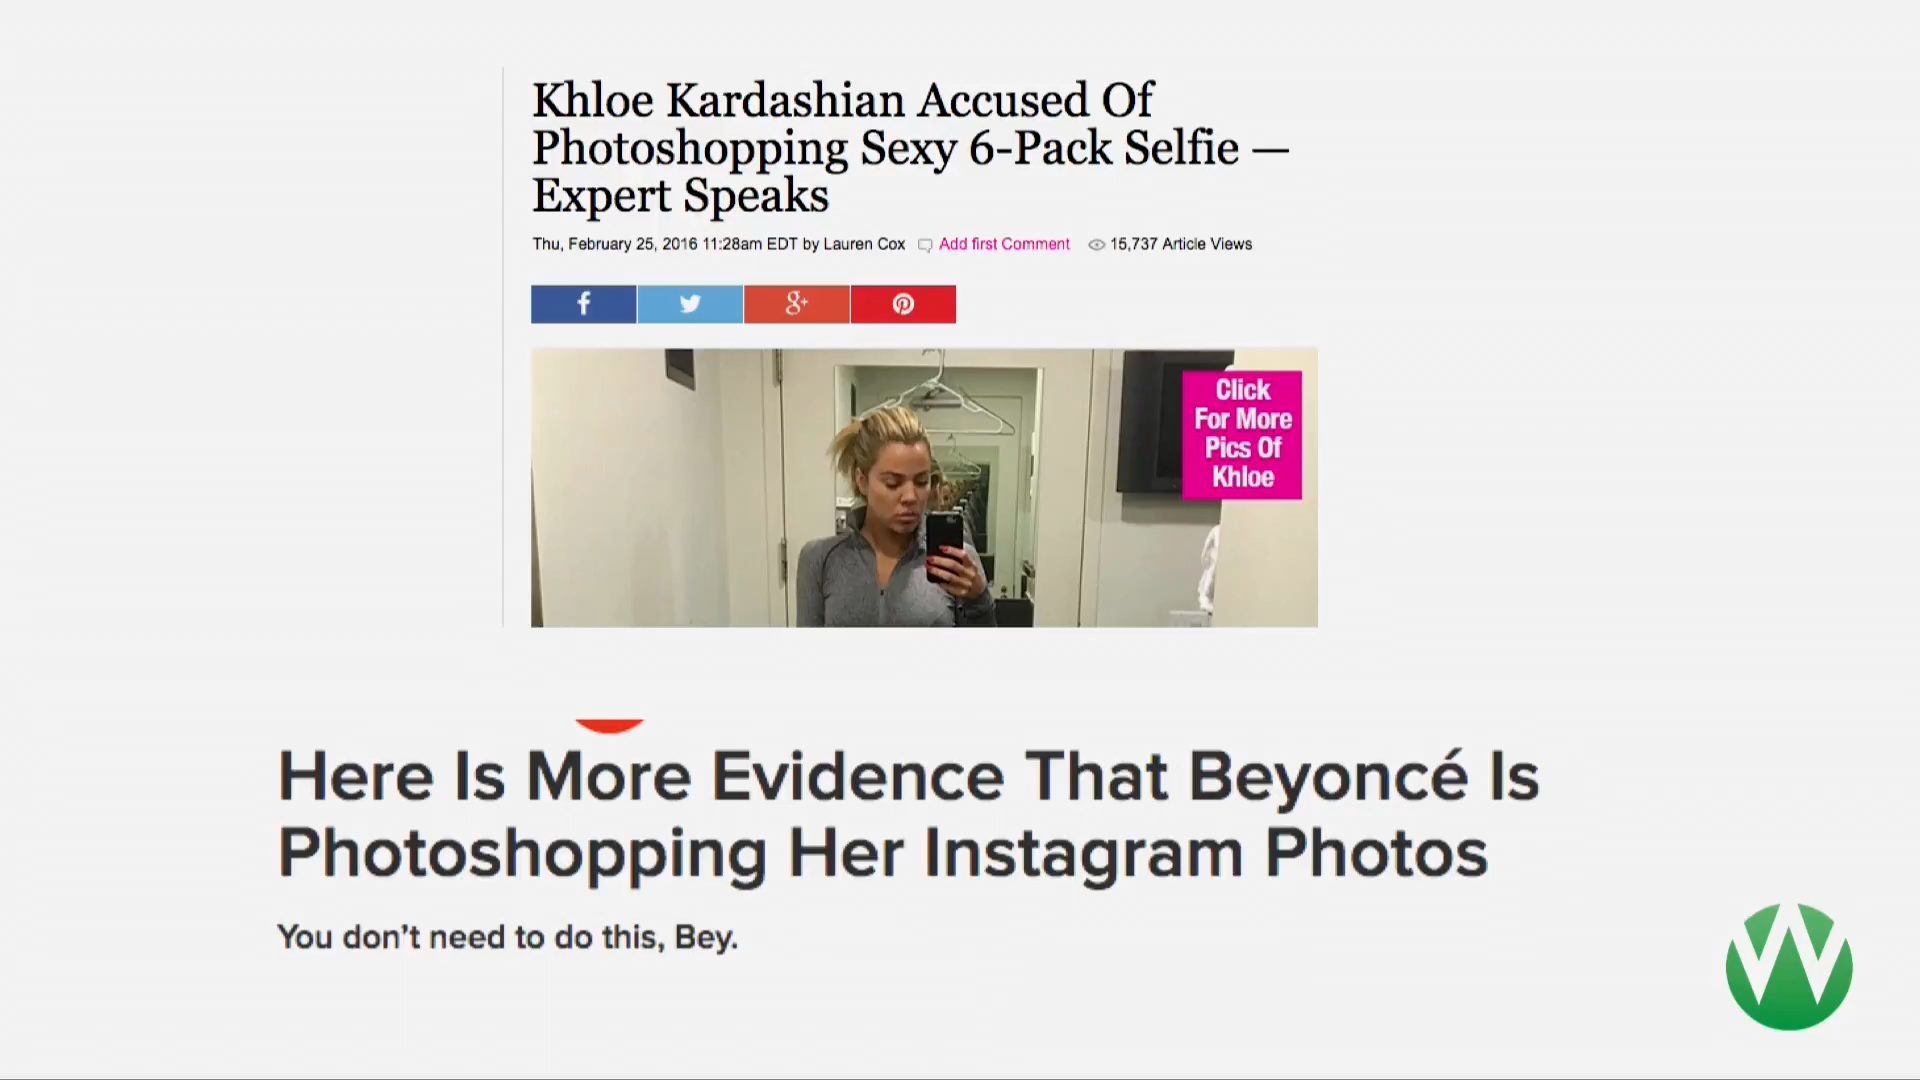 Khloe Kardashian Accused Of
Photoshopping Sexy 6-Pack Selfie —
Expert Speaks
Thu, February 25, 2016 11:28am EDT by Lauren Cox Add first Comment 15,737 Article Views
f g+
Click
For More
Pics Of
Khloe
Here Is More Evidence That Beyoncé Is
Photoshopping Her Instagram Photos
You don't need to do this, Bey.
W